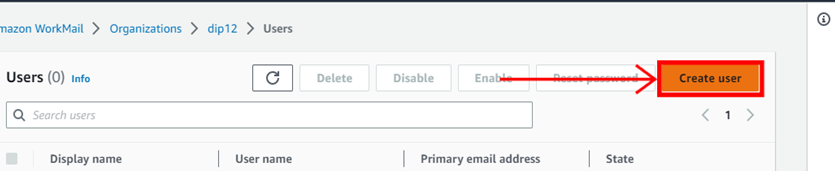 mazon WorkMail > Organizations > dip12 > Users
Users (0) Info
Delete Disable Enable Reset password Create user
Search users
< 1 >
Display name User name Primary email address State